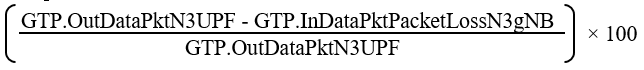 GTP.OutDataPktN3UPF - GTP.InDataPktPacketLossN3gNB
GTP.OutDataPktN3UPF
( ) × 100